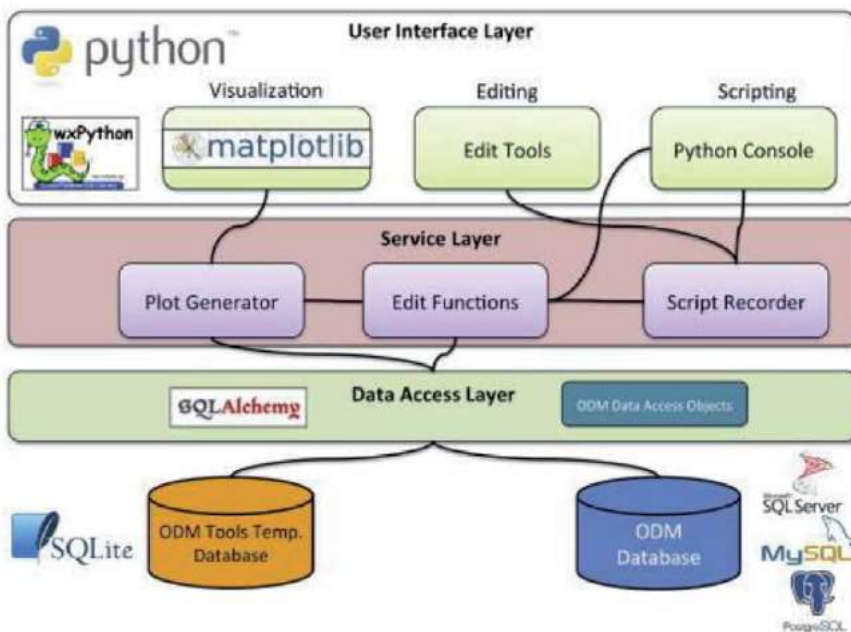 User Interface Layer
python™
Visualization
Editing
Scripting
wxPython
matplotlib
Edit Tools
Python Console
Service Layer
Plot Generator
Edit Functions
Script Recorder
Data Access Layer
SQLAlchemy
ODM Data Access Objects
SQLite
ODM Tools Temp.
Database
ODM
Database
Microsoft
SQL Server
MySQL
PostgreSQL